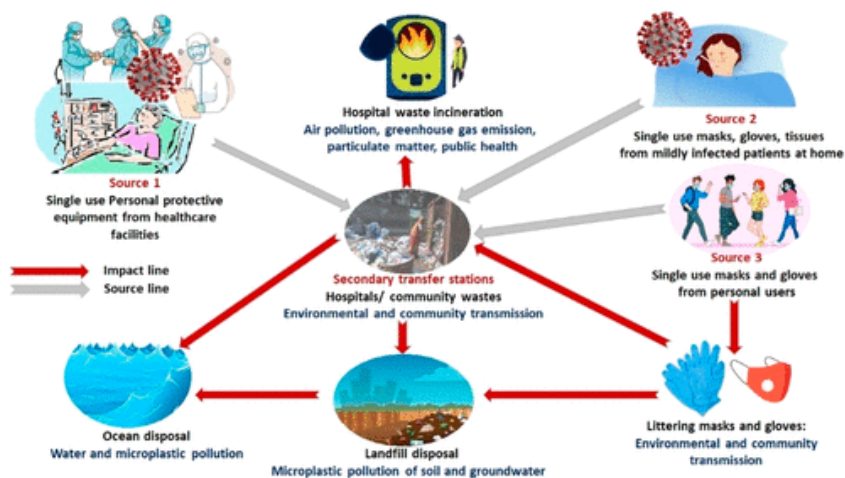 Hospital waste incineration
Air pollution, greenhouse gas emission,
particulate matter, public health
Source 2
Single use masks, gloves, tissues
from mildly infected patients at home
Source 1
Single use Personal protective
equipment from healthcare
facilities
Source 3
Single use masks and gloves
from personal users
Impact line
Source line
Secondary transfer stations
Hospitals/ community wastes
Environmental and community transmission
Ocean disposal
Water and microplastic pollution
Landfill disposal
Microplastic pollution of soil and groundwater
Littering masks and gloves:
Environmental and community
transmission